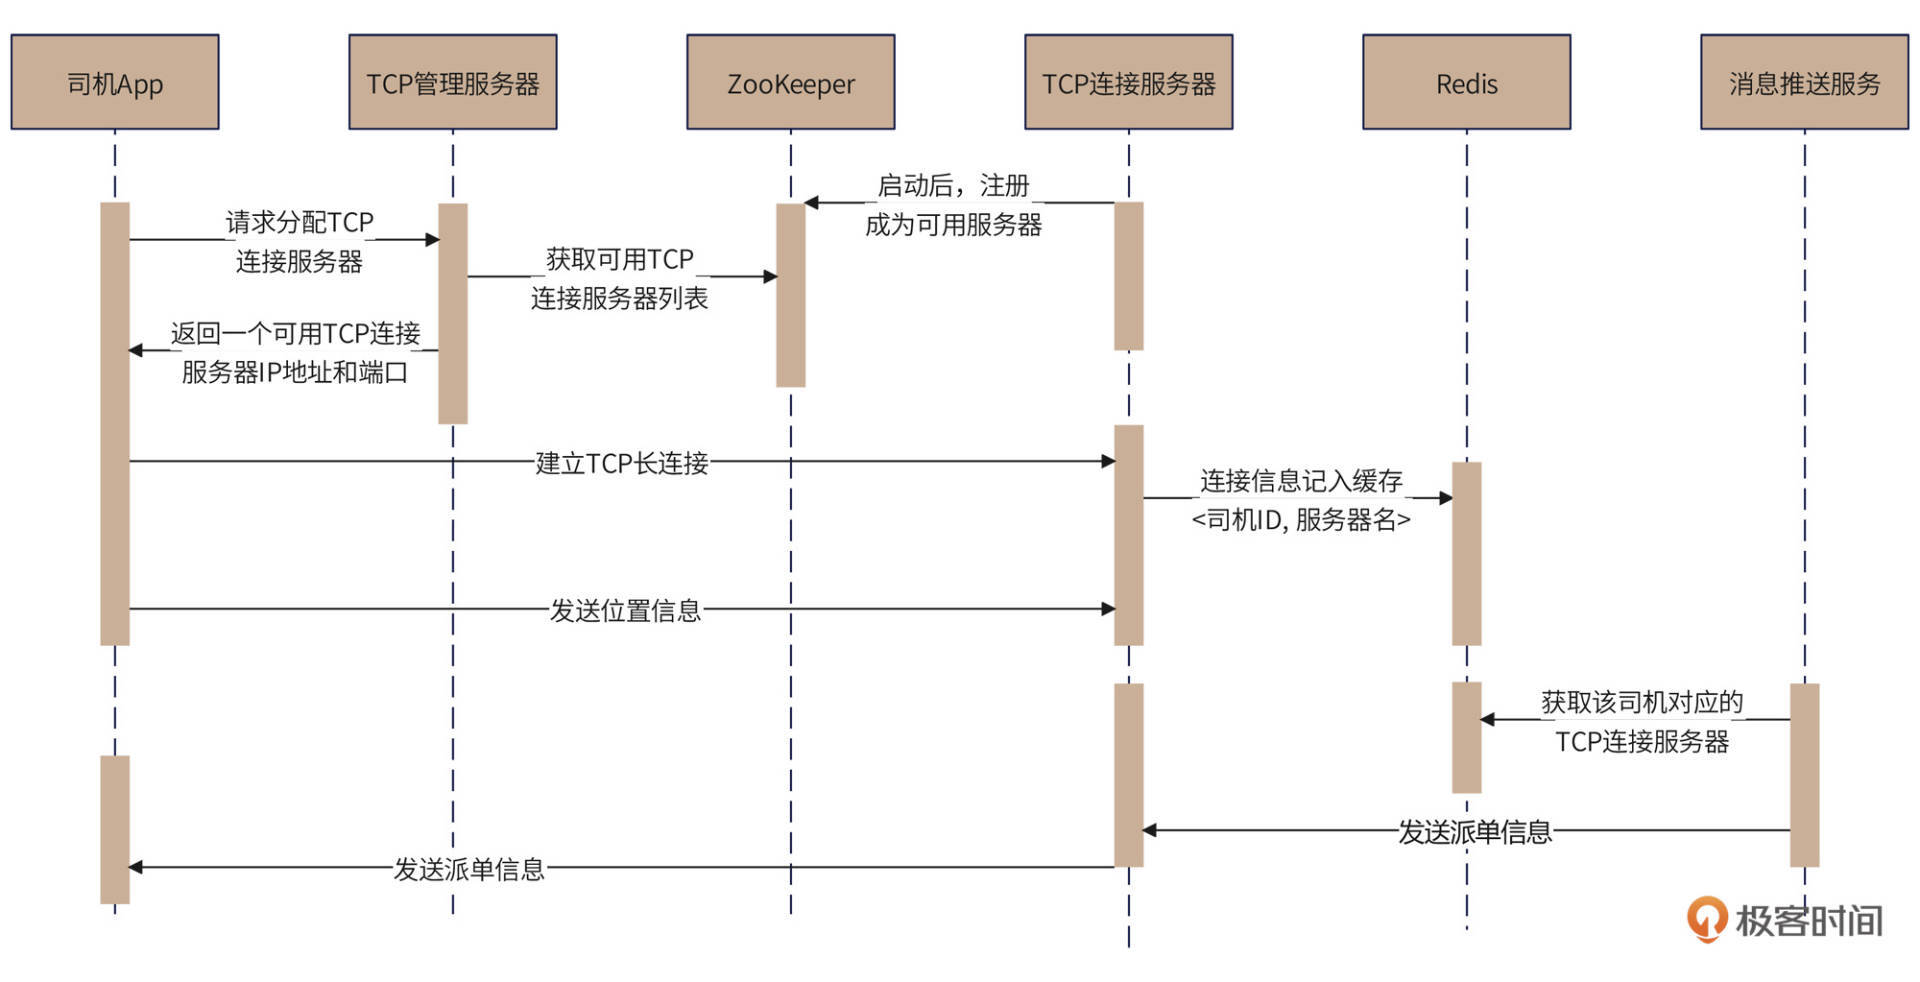 司机App
TCP管理服务器
ZooKeeper
TCP连接服务器
Redis
消息推送服务
启动后，注册
成为可用服务器
请求分配TCP
连接服务器
获取可用TCP
连接服务器列表
返回一个可用TCP连接
服务器IP地址和端口
建立TCP长连接
连接信息记入缓存
<司机ID, 服务器名>
发送位置信息
获取该司机对应的
TCP连接服务器
发送派单信息
发送派单信息
极客时间